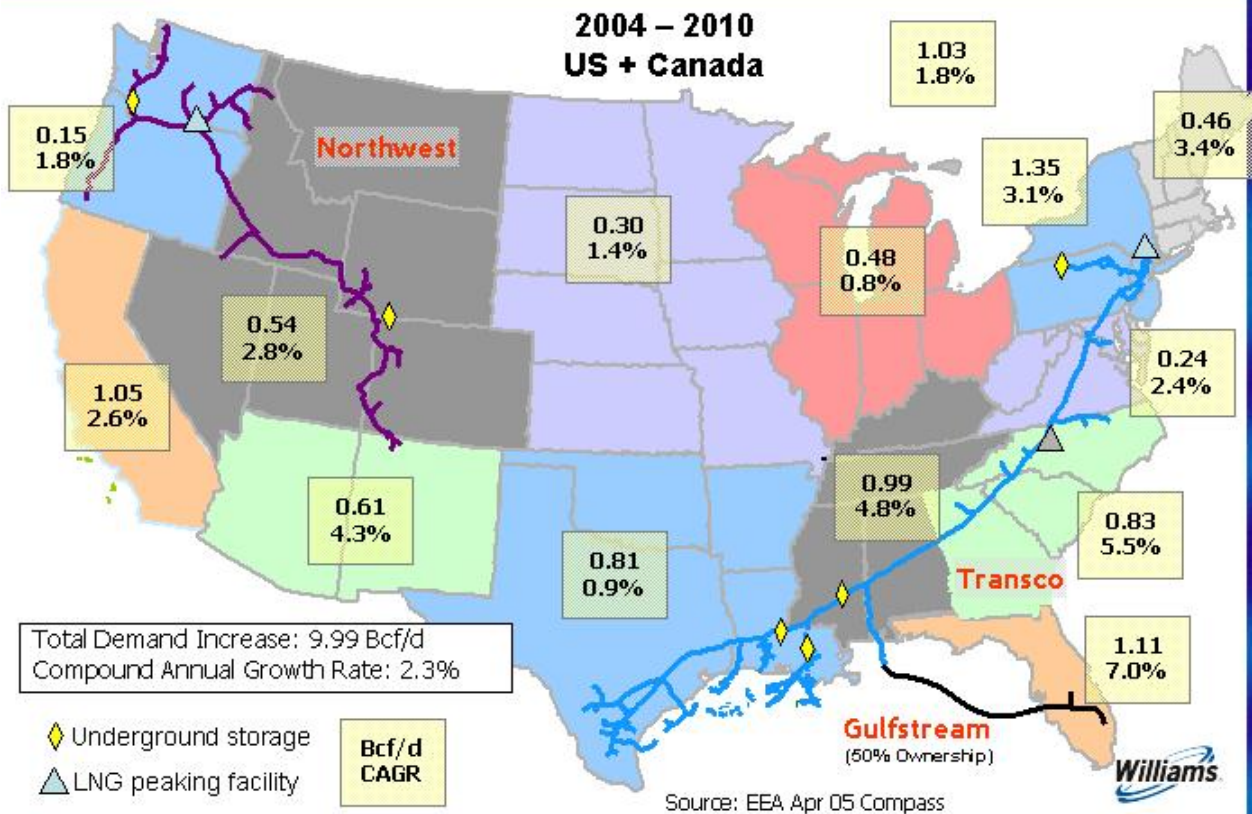 2004 – 2010
US + Canada
1.03
1.8%
0.46
3.4%
0.15
1.8%
Northwest
1.35
3.1%
0.30
1.4%
0.48
0.8%
0.54
2.8%
0.24
2.4%
1.05
2.6%
0.99
4.8%
0.61
4.3%
0.83
5.5%
0.81
0.9%
Transco
Total Demand Increase: 9.99 Bcf/d
Compound Annual Growth Rate: 2.3%
1.11
7.0%
Gulfstream
(50% Ownership)
Underground storage
LNG peaking facility
Bcf/d
CAGR
Source: EEA Apr 05 Compass
Williams